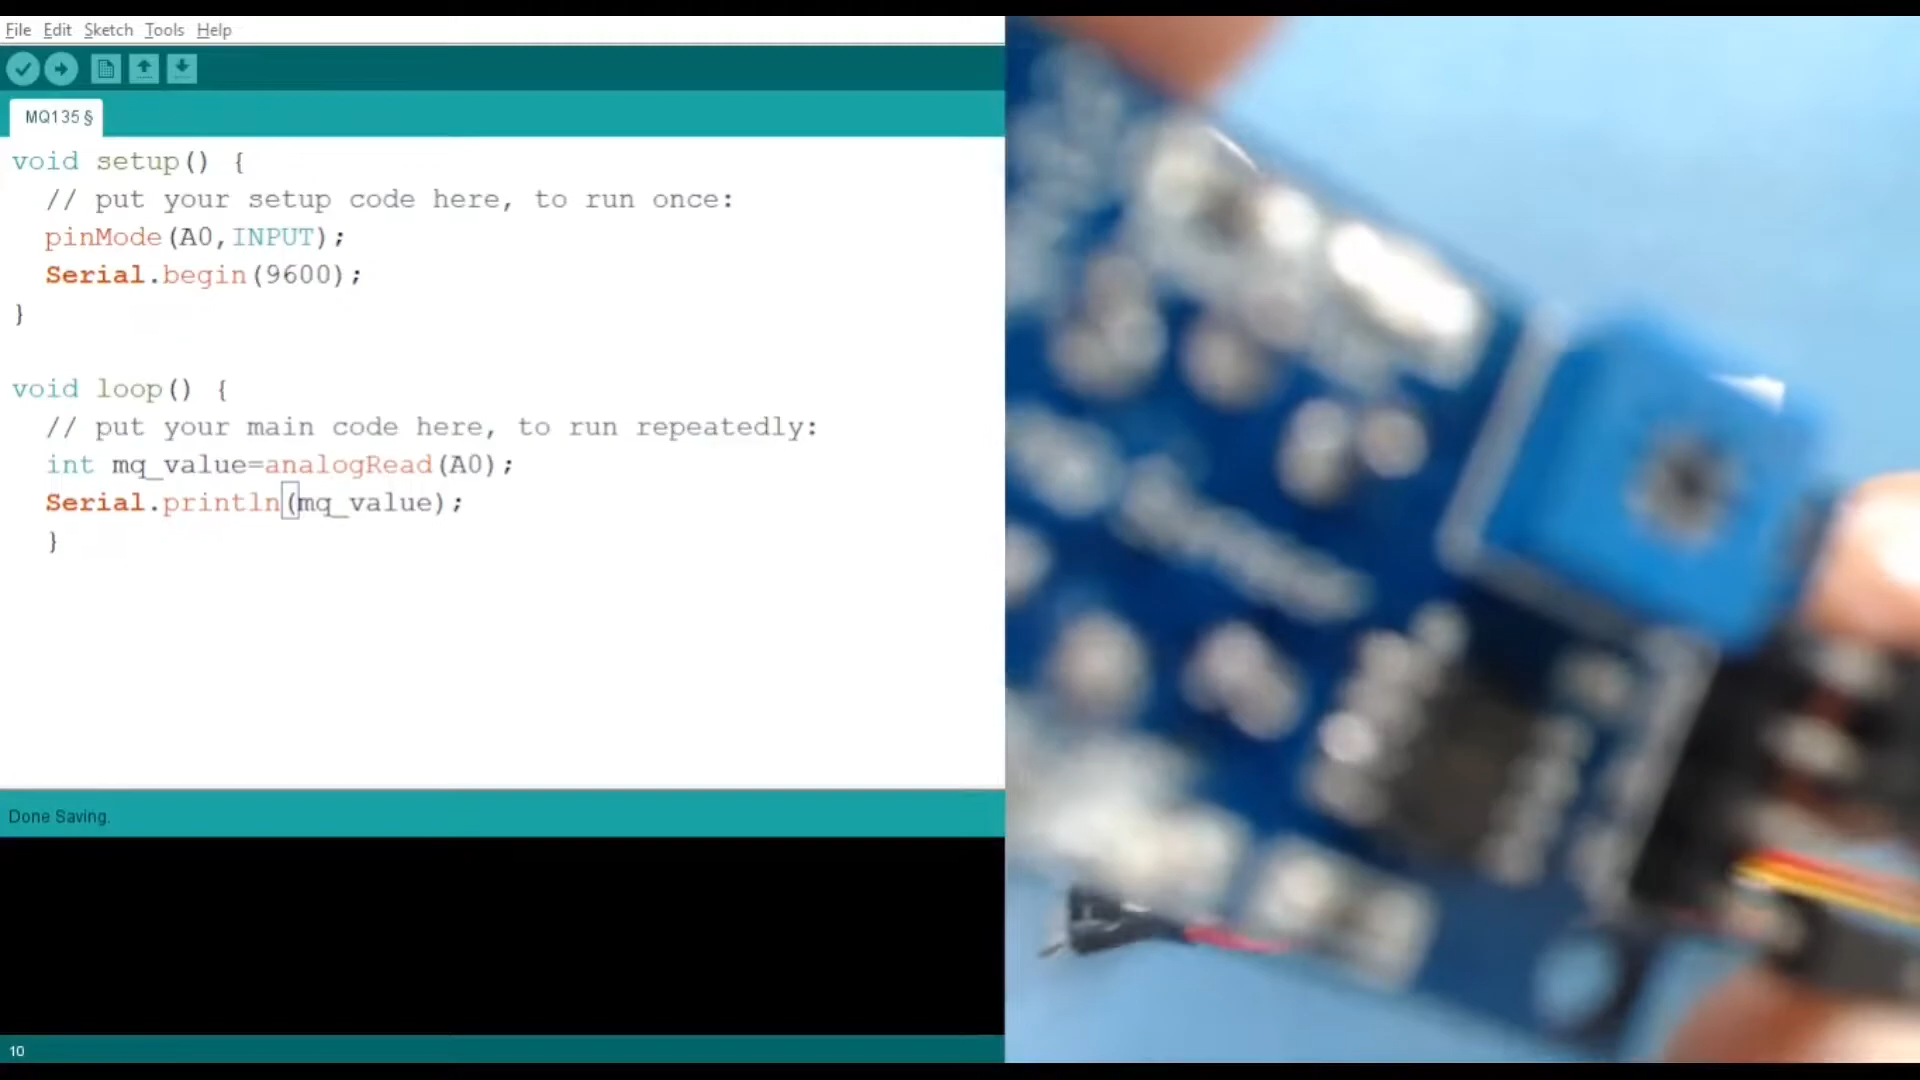 File Edit Sketch Tools Help
MQ135 §
void setup() {
// put your setup code here, to run once:
pinMode(A0,INPUT);
Serial.begin(9600);
}
void loop() {
// put your main code here, to run repeatedly:
int mq_value=analogRead(A0);
Serial.println(mq_value);
}
Done Saving.
10